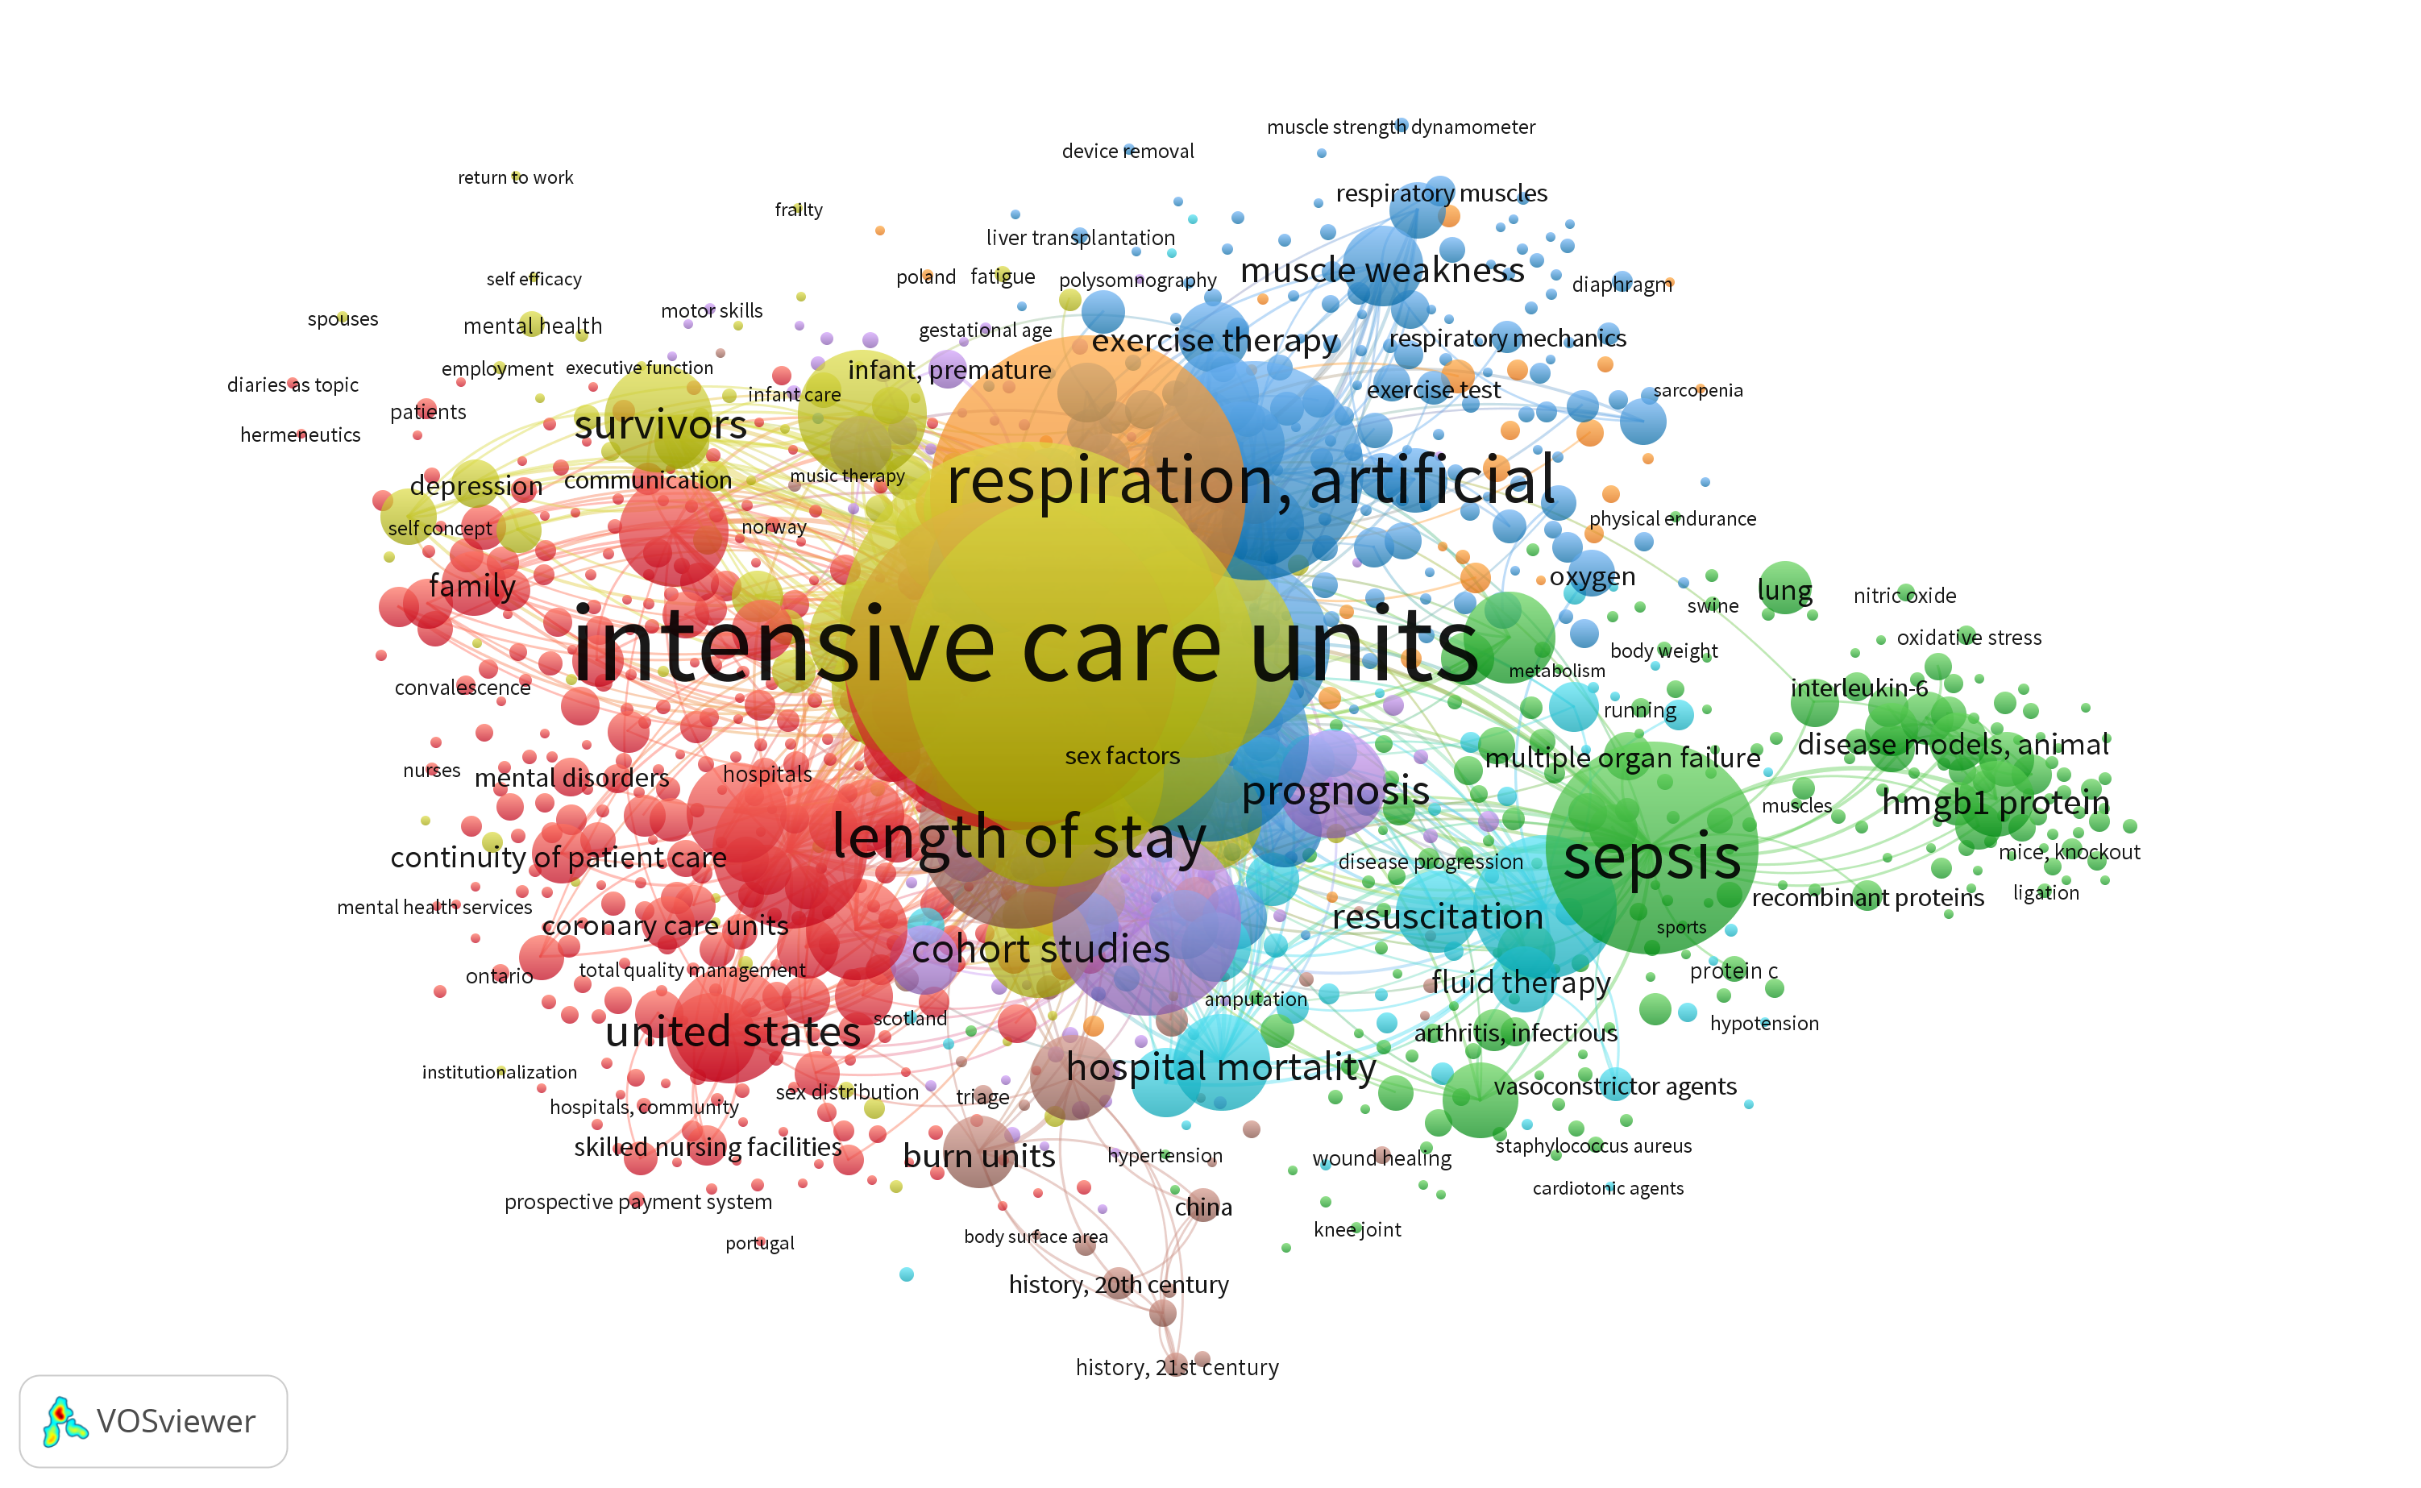 muscle strength dynamometer
device removal
return to work
respiratory muscles
frailty
liver transplantation
muscle weakness
self efficacy
poland
fatigue
polysomnography
diaphragm
spouses
mental health
motor skills
gestational age
exercise therapy
respiratory mechanics
employment
executive function
infant, premature
diaries as topic
infant care
exercise test
sarcopenia
patients
survivors
hermeneutics
depression
communication
music therapy
respiration, artificial
self concept
norway
physical endurance
family
oxygen
lung
swine
nitric oxide
intensive care units
oxidative stress
body weight
metabolism
convalescence
interleukin-6
running
sex factors
multiple organ failure
disease models, animal
nurses
mental disorders
hospitals
prognosis
muscles
hmgb1 protein
length of stay
continuity of patient care
disease progression
sepsis
mice, knockout
mental health services
recombinant proteins
ligation
coronary care units
resuscitation
sports
cohort studies
ontario
total quality management
fluid therapy
protein c
amputation
scotland
united states
arthritis, infectious
hypotension
institutionalization
hospital mortality
sex distribution
triage
vasoconstrictor agents
hospitals, community
skilled nursing facilities
burn units
hypertension
wound healing
staphylococcus aureus
cardiotonic agents
prospective payment system
china
portugal
body surface area
knee joint
history, 20th century
history, 21st century
VOSviewer